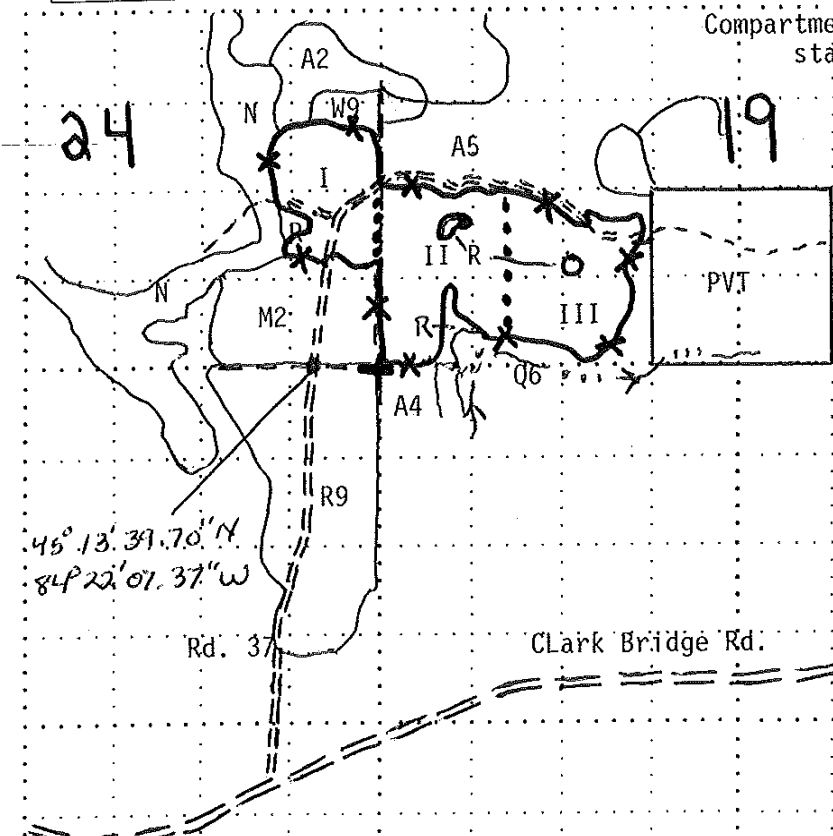 Compartme
sta
A2
N
W9
24
19
A5
I
R
II R
PVT
N
M2
III
R
Q6
A4
R9
45° 13' 39.70" N
84° 22' 07.37" W
Rd. 37
CLark Bridge Rd.